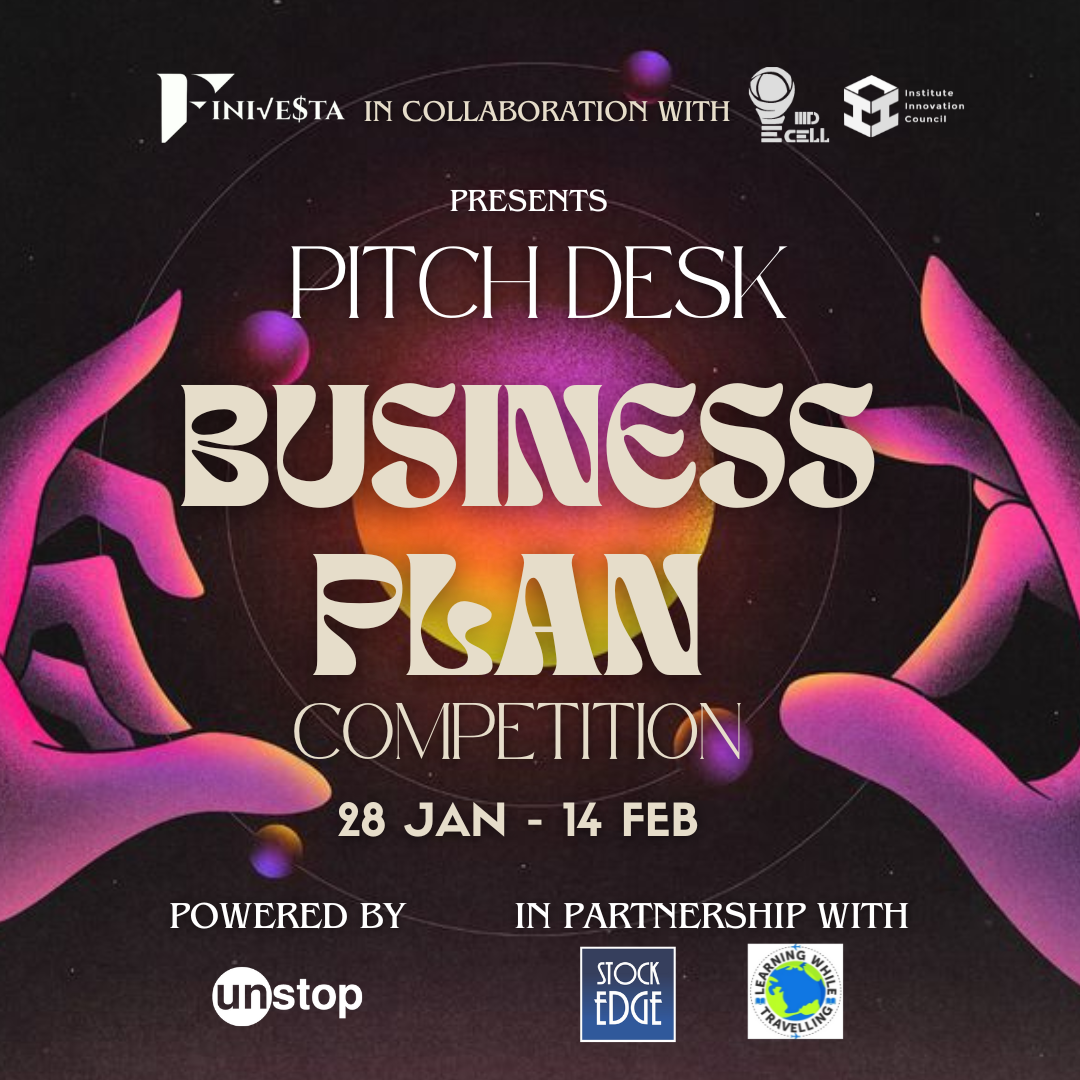 FINIVE$TA IN COLLABORATION WITH
IIID
E CELL
Institute
Innovation
Council
PRESENTS
PITCH DESK
BUSINESS
PLAN
COMPETITION
28 JAN - 14 FEB
POWERED BY
IN PARTNERSHIP WITH
unstop
STOCK
EDGE
LEARNING WHILE
TRAVELLING